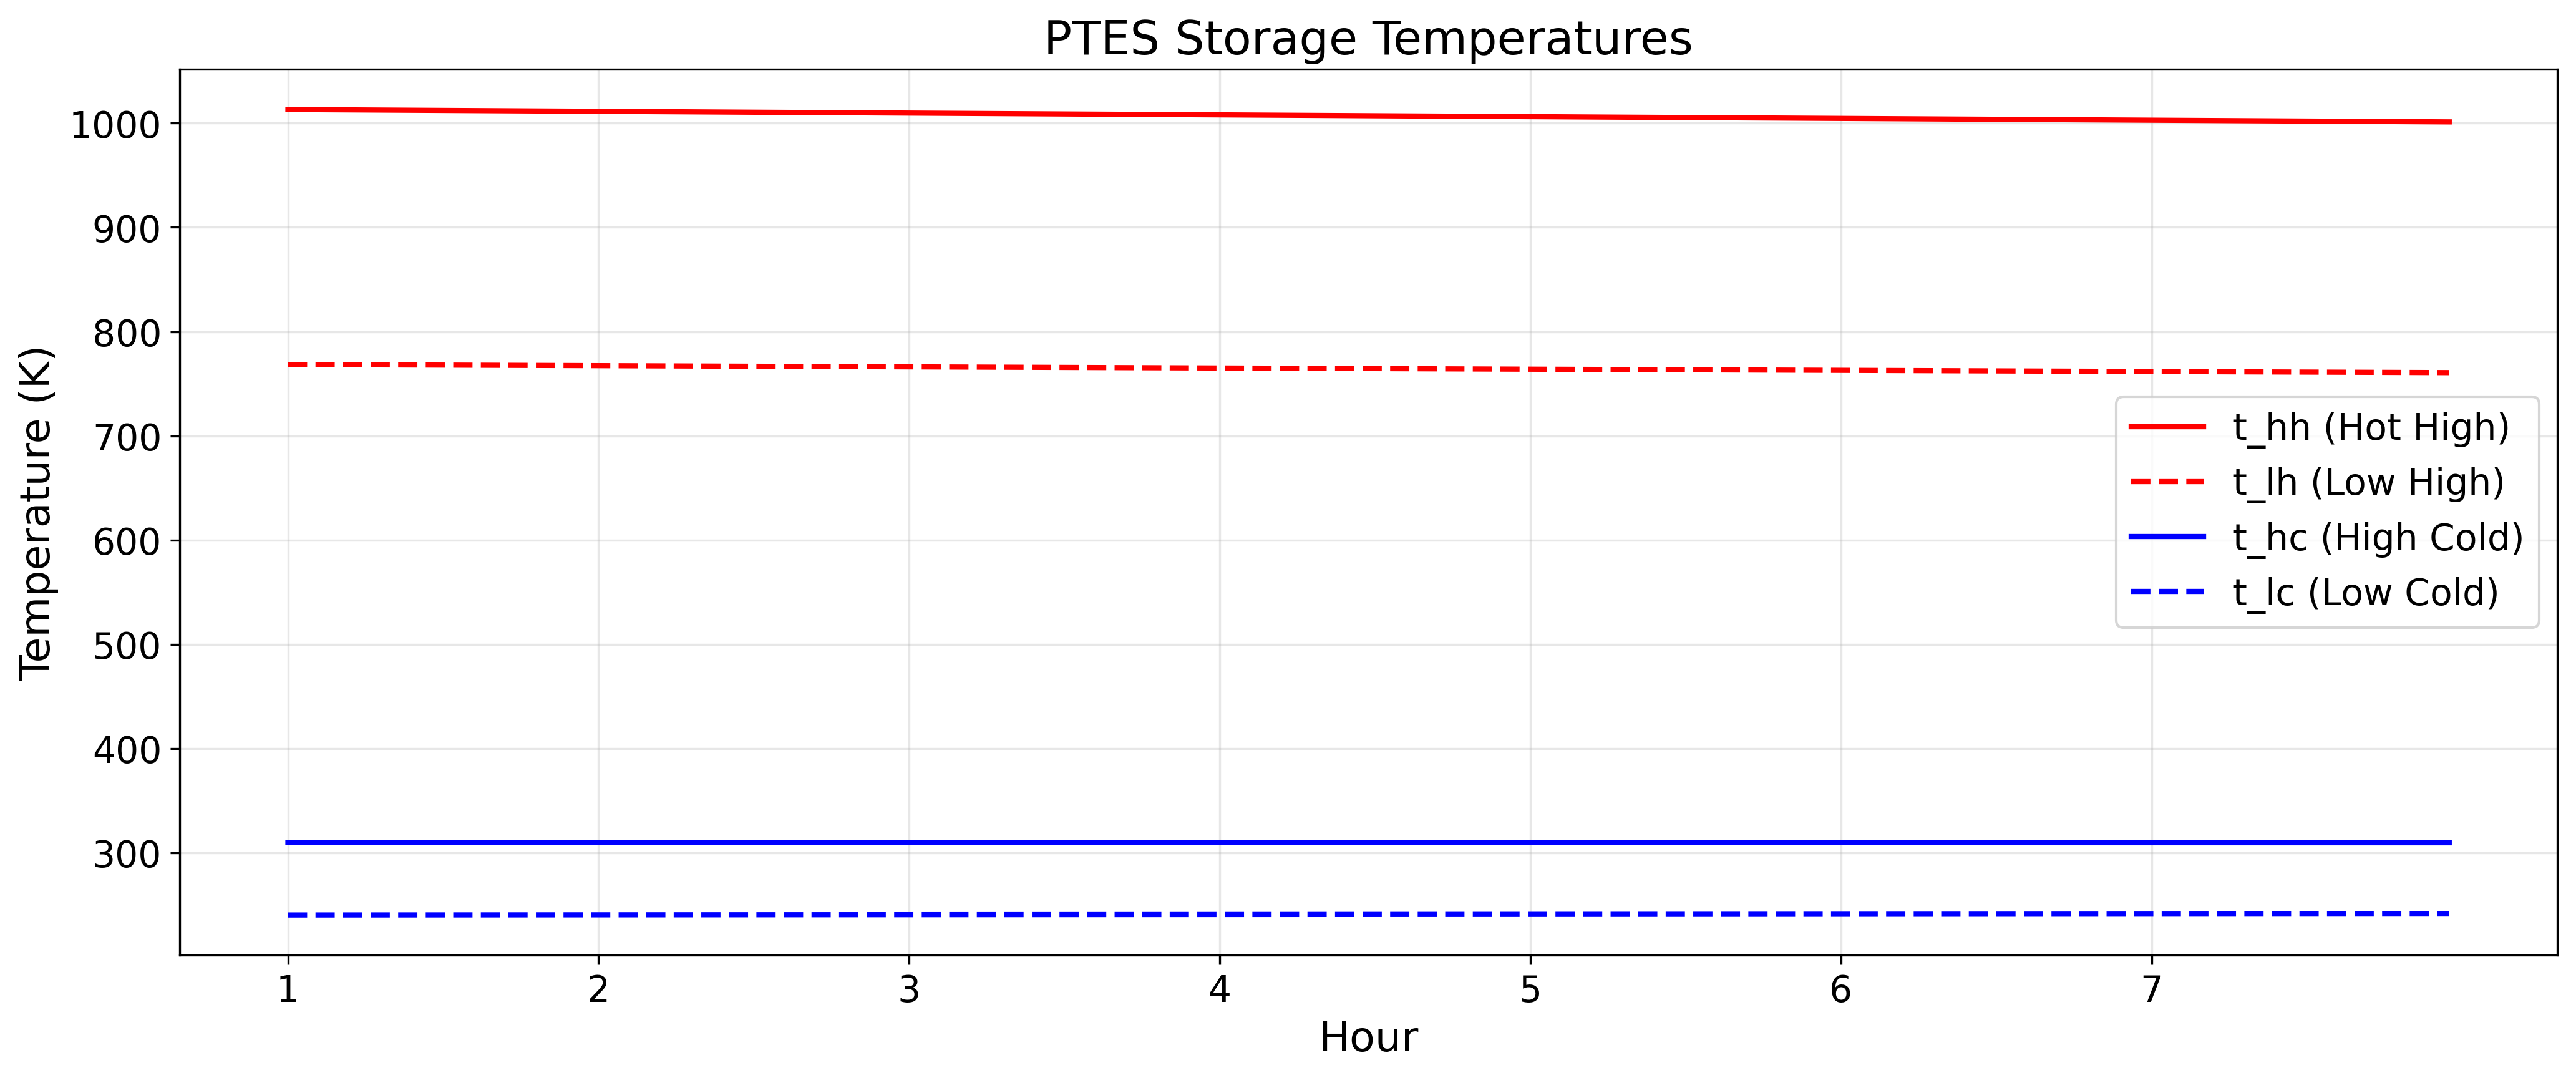 PTES Storage Temperatures
Temperature (K)
1000
900
800
700
600
500
400
300
t_hh (Hot High)
t_lh (Low High)
t_hc (High Cold)
t_lc (Low Cold)
1 2 3 4 5 6 7
Hour